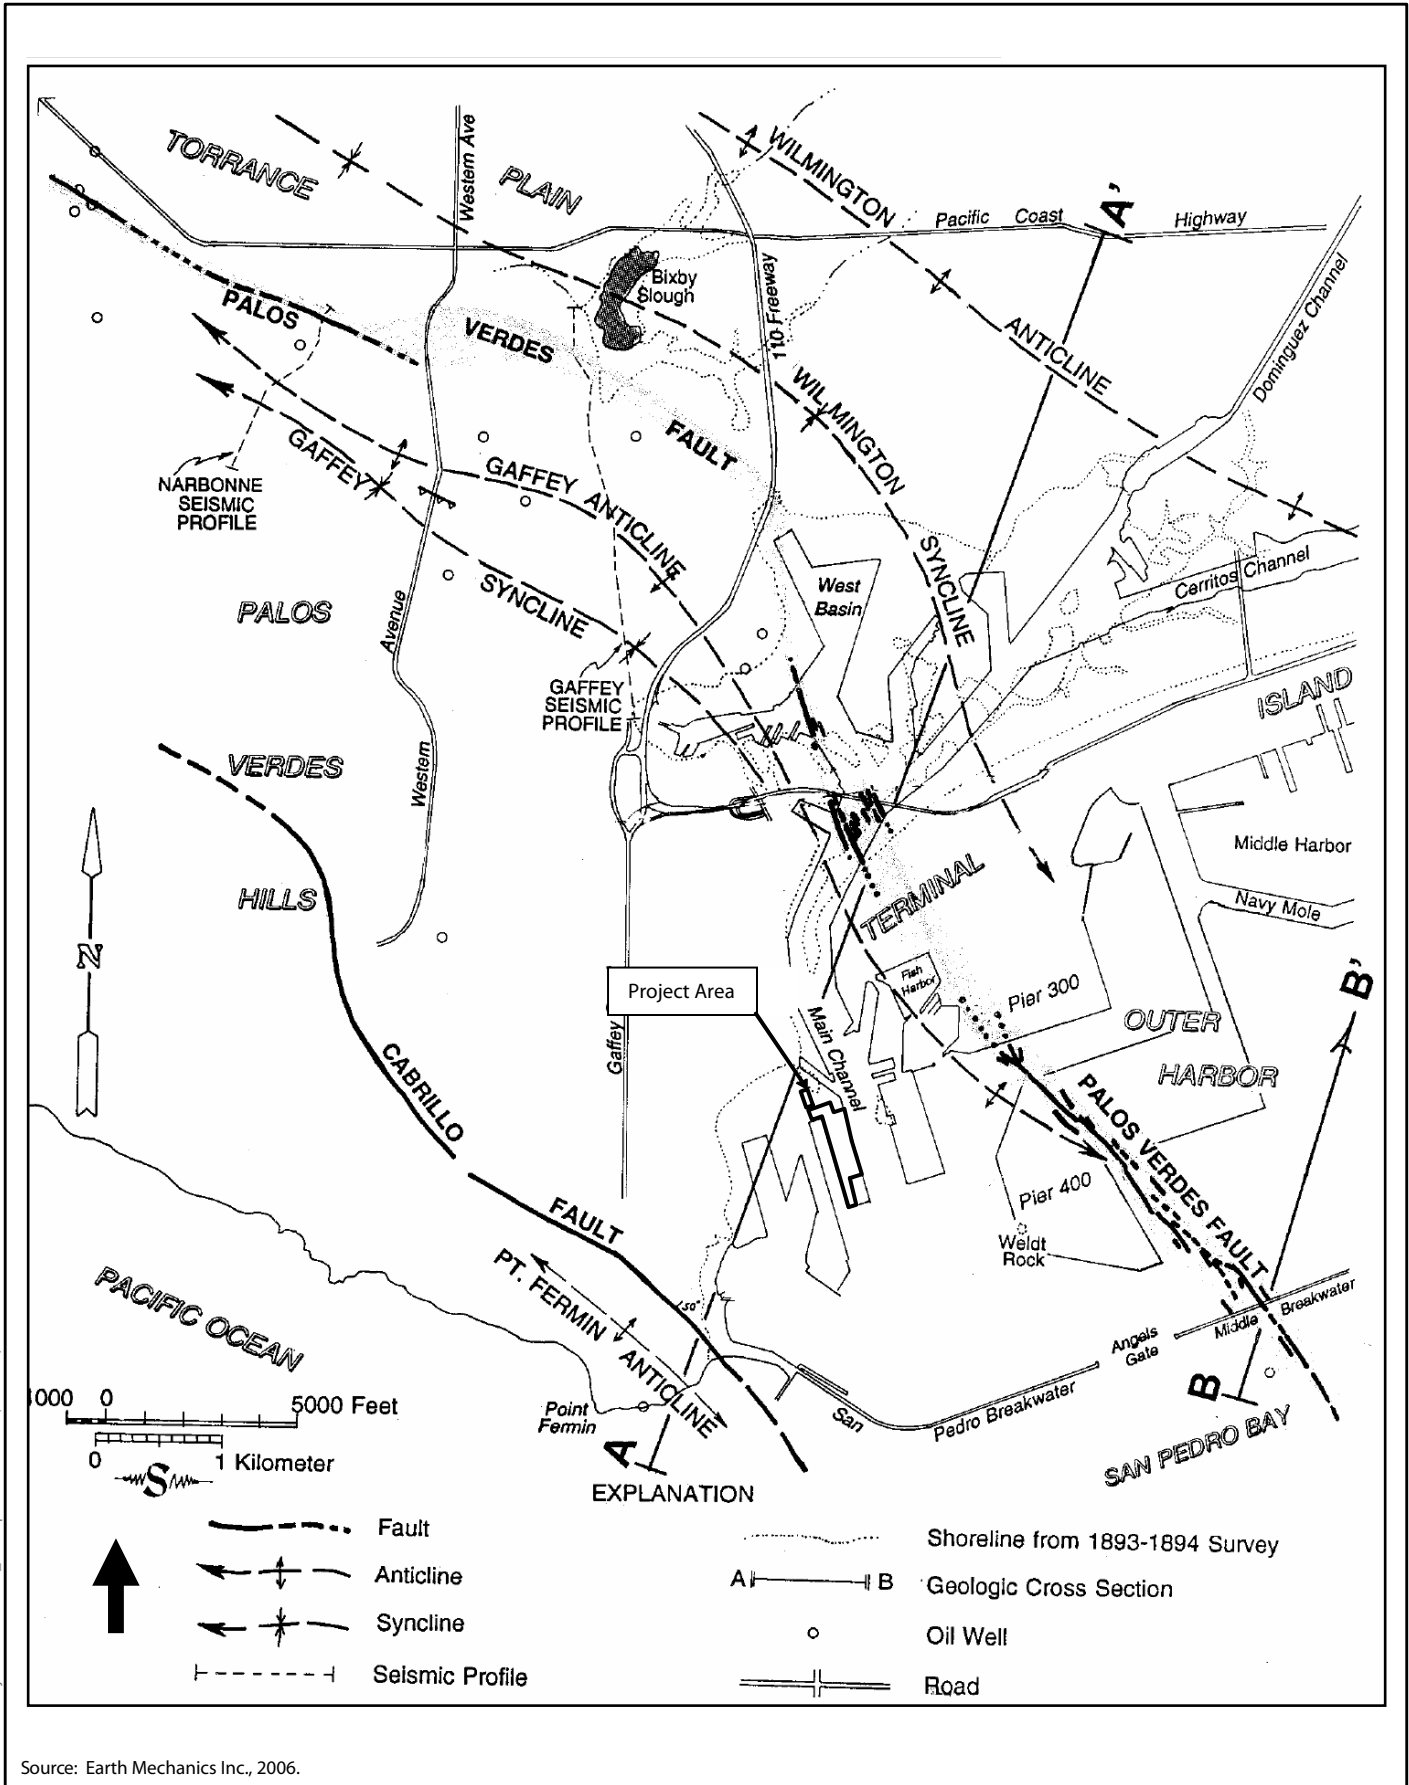 TORRANCE
PLAIN
Western Ave
WILMINGTON
ANTICLINE
A'
Pacific Coast Highway
Bixby
Slough
110 Freeway
Dominguez Channel
PALOS
VERDES
FAULT
WILMINGTON
SYNCLINE
GAFFEY
SYNCLINE
GAFFEY ANTICLINE
NARBONNE
SEISMIC
PROFILE
West
Basin
Cerritos Channel
PALOS
VERDES
HILLS
Avenue
Western
GAFFEY
SEISMIC
PROFILE
ISLAND
TERMINAL
Middle Harbor
Navy Mole
N
Project Area
Fish
Harbor
Pier 300
OUTER
HARBOR
B'
Gaffey
Main Channel
CABRILLO
FAULT
PALOS VERDES FAULT
Pier 400
Weldt
Rock
PT. FERMIN ANTICLINE
150°
PACIFIC OCEAN
Point
Fermin
A
San Pedro Breakwater
Angels
Gate
Middle Breakwater
B
SAN PEDRO BAY
000 0 5000 Feet
0 1 Kilometer
S
EXPLANATION
Fault
Anticline
Syncline
Seismic Profile
Shoreline from 1893-1894 Survey
A B Geologic Cross Section
Oil Well
Road
Source: Earth Mechanics Inc., 2006.